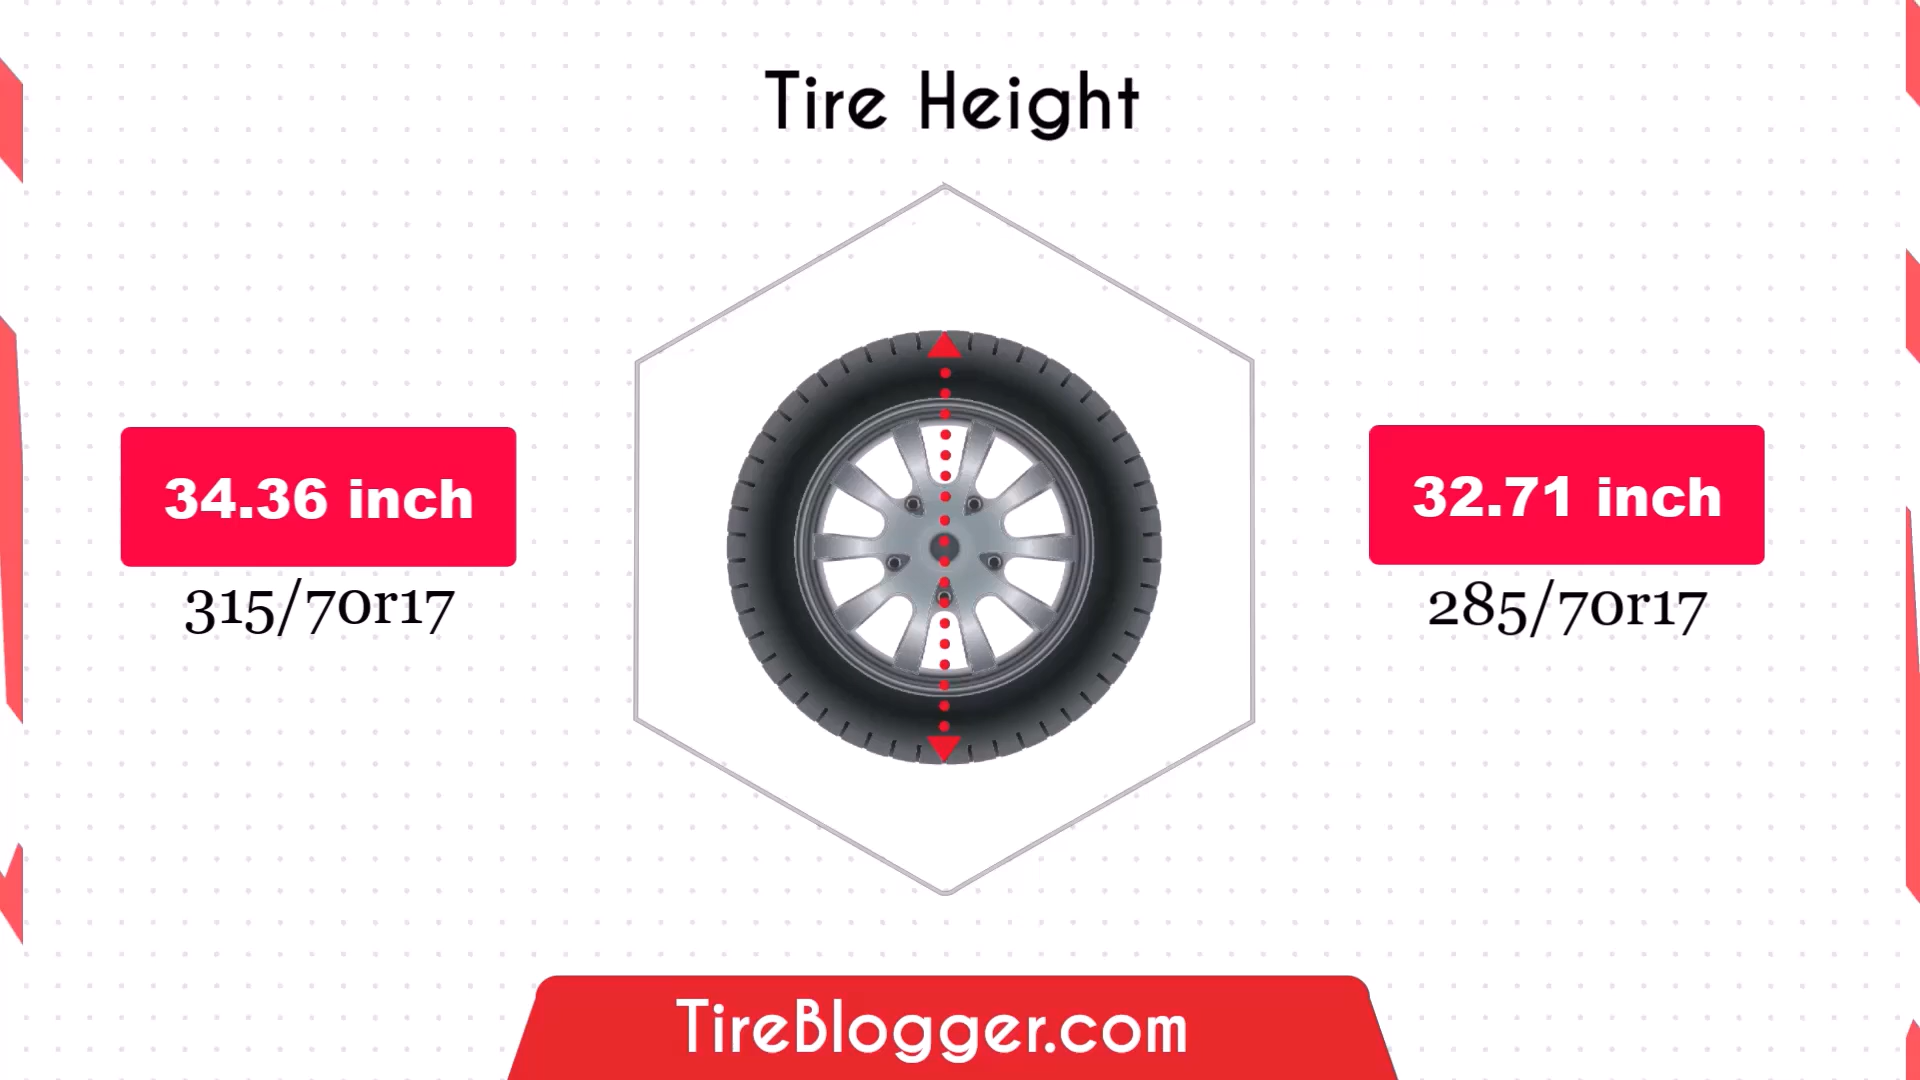 Tire Height
34.36 inch
315/70r17
32.71 inch
285/70r17
TireBlogger.com